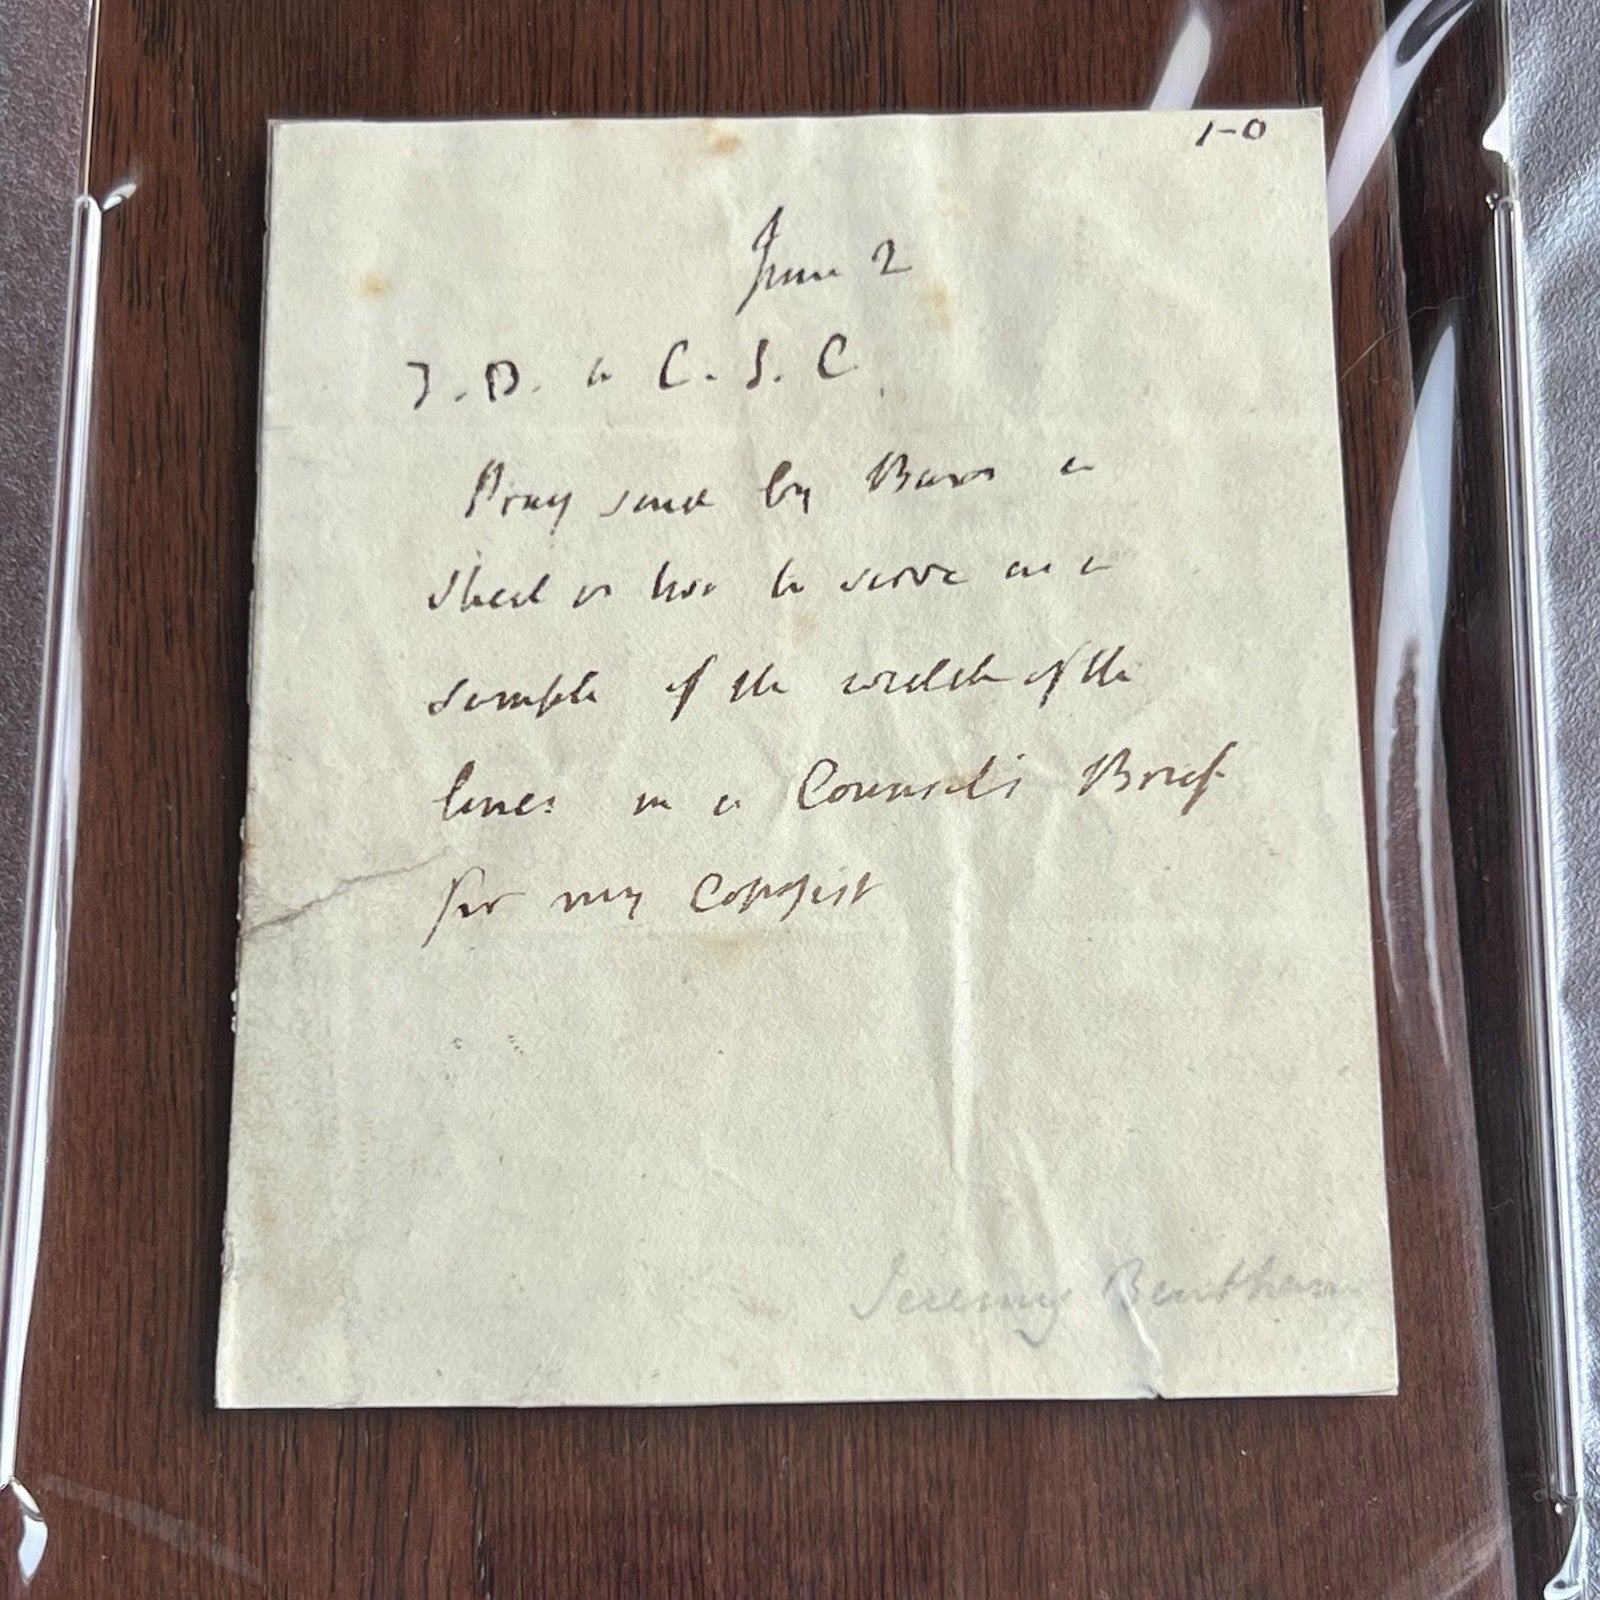 1-0
June 2
J.B. to C.S.C.
Pray send by Bearer a
sheet or two to serve as a
sample of the width of the
lines in a Counsel's Brief
for my Copyist
Jeremy Bentham